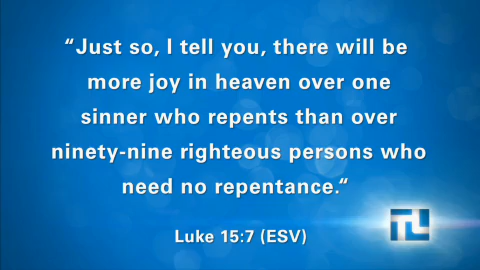 “Just so, I tell you, there will be
more joy in heaven over one
sinner who repents than over
ninety-nine righteous persons who
need no repentance.“
Luke 15:7 (ESV)